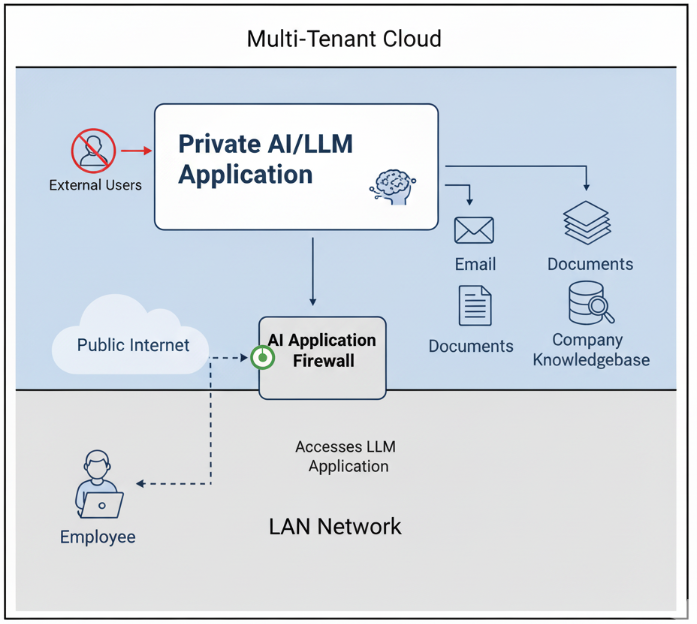 Multi-Tenant Cloud
Private AI/LLM
Application
External Users
Email
Documents
Public Internet
AI Application
Firewall
Documents
Company
Knowledgebase
Accesses LLM
Application
LAN Network
Employee